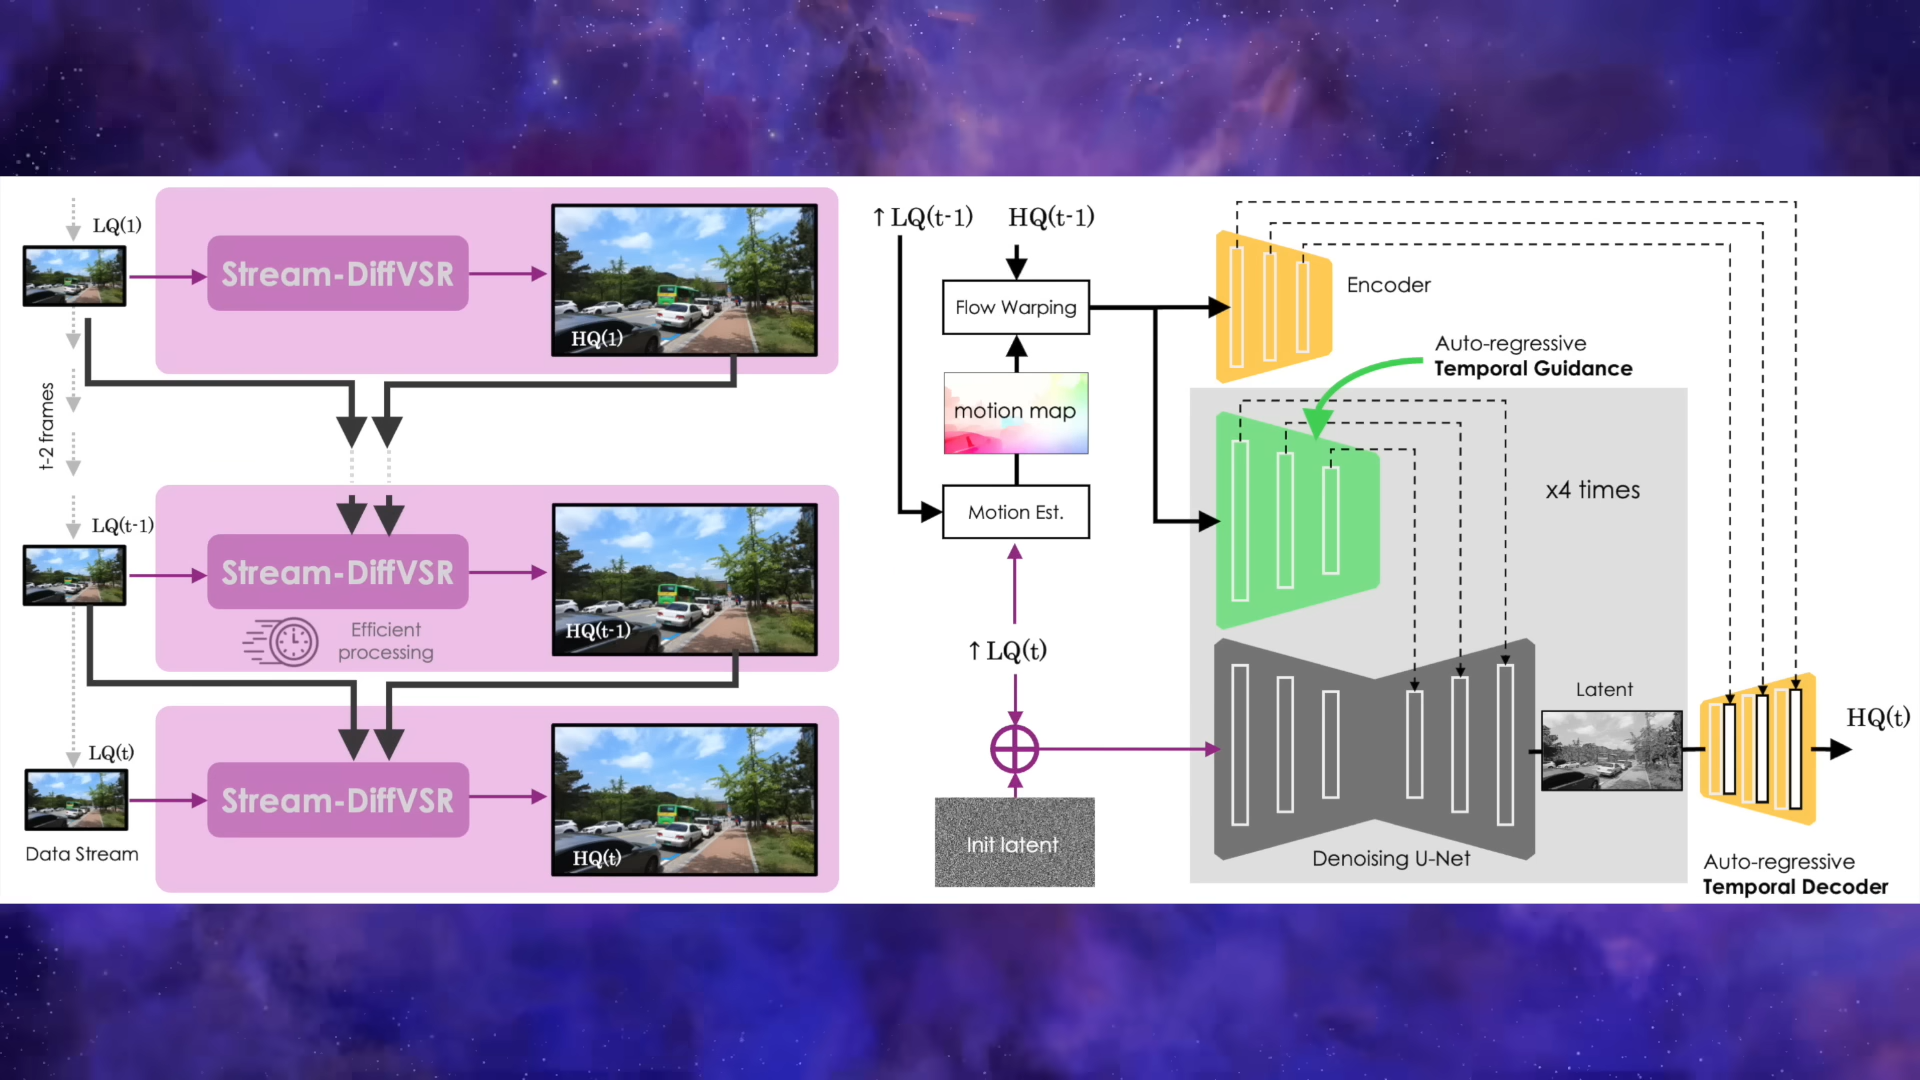 LQ(1)
Stream-DiffVSR
HQ(1)
t-2 frames
LQ(t-1)
Stream-DiffVSR
Efficient
processing
HQ(t-1)
LQ(t)
Stream-DiffVSR
HQ(t)
Data Stream
↑ LQ(t-1)
HQ(t-1)
Flow Warping
motion map
Motion Est.
↑ LQ(t)
Init latent
Encoder
Auto-regressive
Temporal Guidance
x4 times
Denoising U-Net
Latent
HQ(t)
Auto-regressive
Temporal Decoder